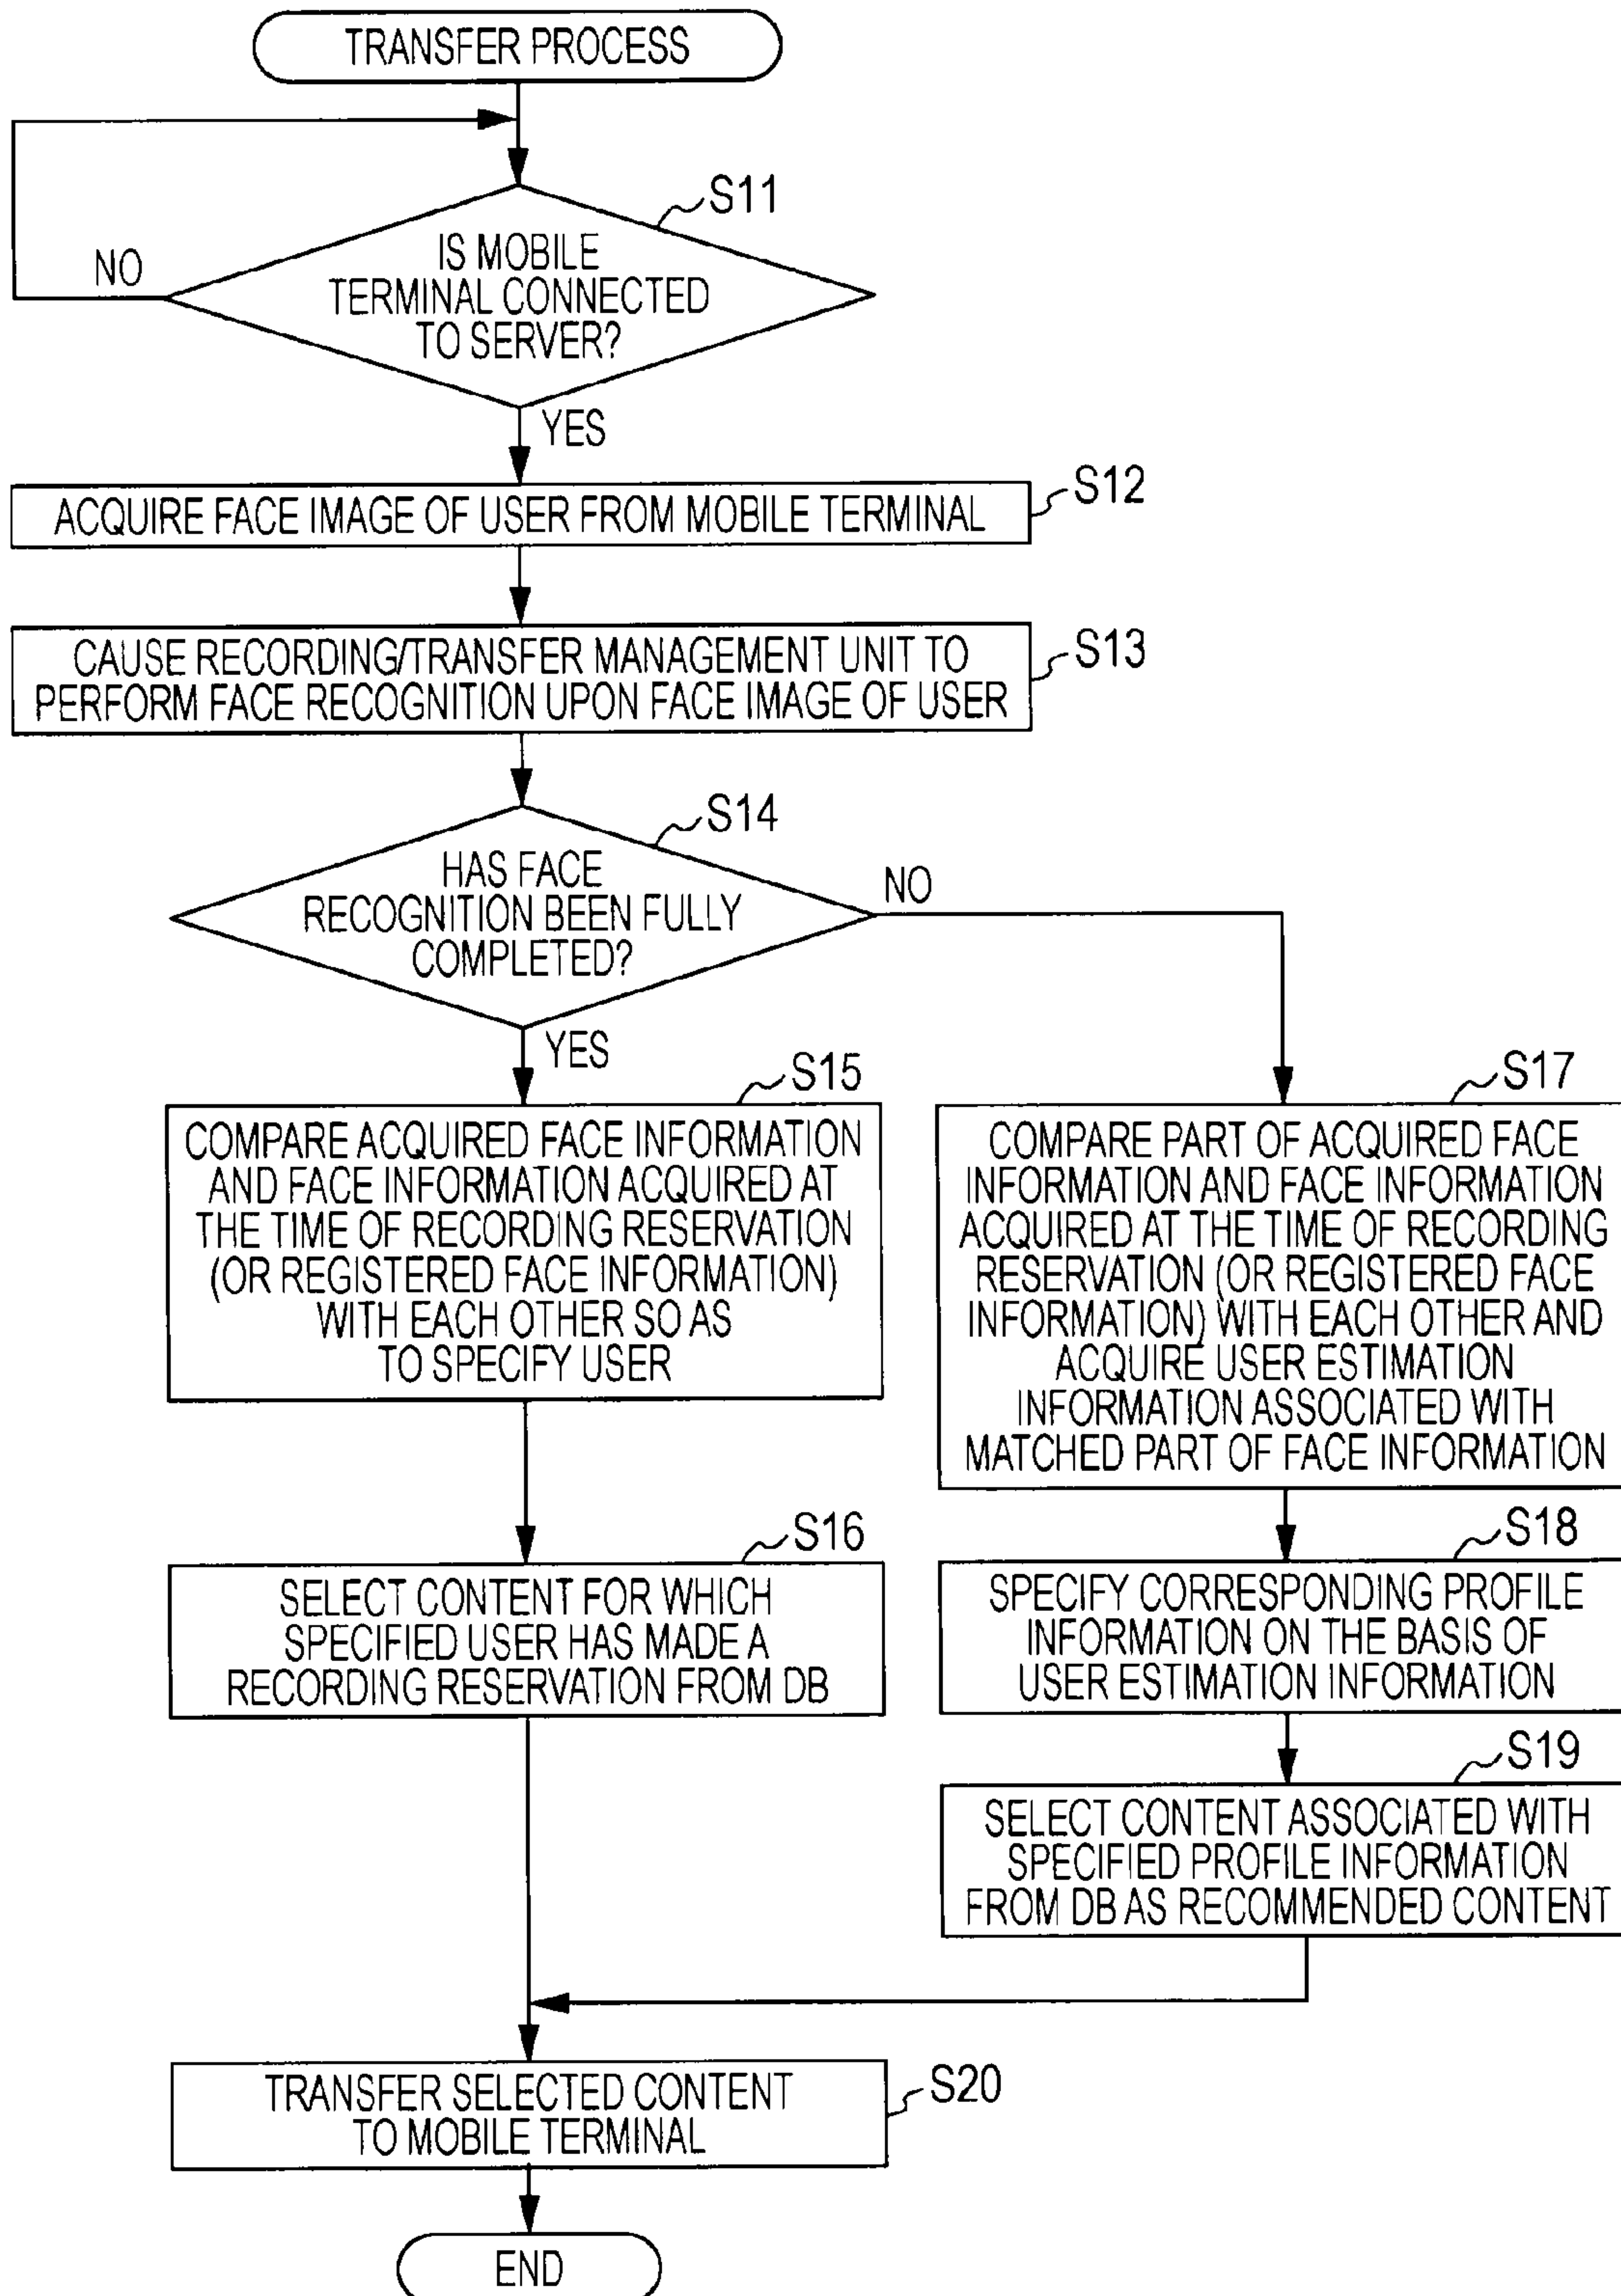 TRANSFER PROCESS
S11
IS MOBILE
TERMINAL CONNECTED
TO SERVER?
NO
YES
S12
ACQUIRE FACE IMAGE OF USER FROM MOBILE TERMINAL
S13
CAUSE RECORDING/TRANSFER MANAGEMENT UNIT TO
PERFORM FACE RECOGNITION UPON FACE IMAGE OF USER
S14
HAS FACE
RECOGNITION BEEN FULLY
COMPLETED?
NO
YES
S15
COMPARE ACQUIRED FACE INFORMATION
AND FACE INFORMATION ACQUIRED AT
THE TIME OF RECORDING RESERVATION
(OR REGISTERED FACE INFORMATION)
WITH EACH OTHER SO AS
TO SPECIFY USER
S16
SELECT CONTENT FOR WHICH
SPECIFIED USER HAS MADE A
RECORDING RESERVATION FROM DB
S17
COMPARE PART OF ACQUIRED FACE
INFORMATION AND FACE INFORMATION
ACQUIRED AT THE TIME OF RECORDING
RESERVATION (OR REGISTERED FACE
INFORMATION) WITH EACH OTHER AND
ACQUIRE USER ESTIMATION
INFORMATION ASSOCIATED WITH
MATCHED PART OF FACE INFORMATION
S18
SPECIFY CORRESPONDING PROFILE
INFORMATION ON THE BASIS OF
USER ESTIMATION INFORMATION
S19
SELECT CONTENT ASSOCIATED WITH
SPECIFIED PROFILE INFORMATION
FROM DB AS RECOMMENDED CONTENT
S20
TRANSFER SELECTED CONTENT
TO MOBILE TERMINAL
END